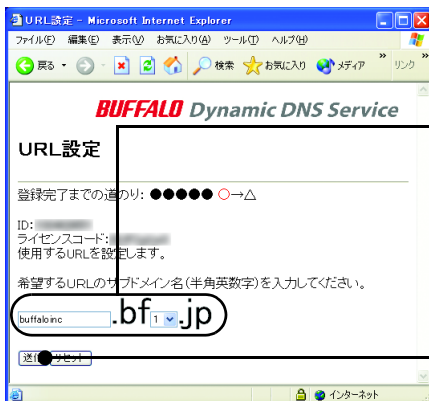 URL設定 - Microsoft Internet Explorer
ファイル(F) 編集(E) 表示(V) お気に入り(A) ツール(T) ヘルプ(H)
戻る 検索 お気に入り メディア » リンク »
BUFFALO Dynamic DNS Service
URL設定
登録完了までの道のり: ●●●●● ○→△
ID:
ライセンスコード:
使用するURLを設定します。
希望するURLのサブドメイン名(半角英数字)を入力してください。
buffaloinc .bf 1 .jp
送信 リセット
インターネット